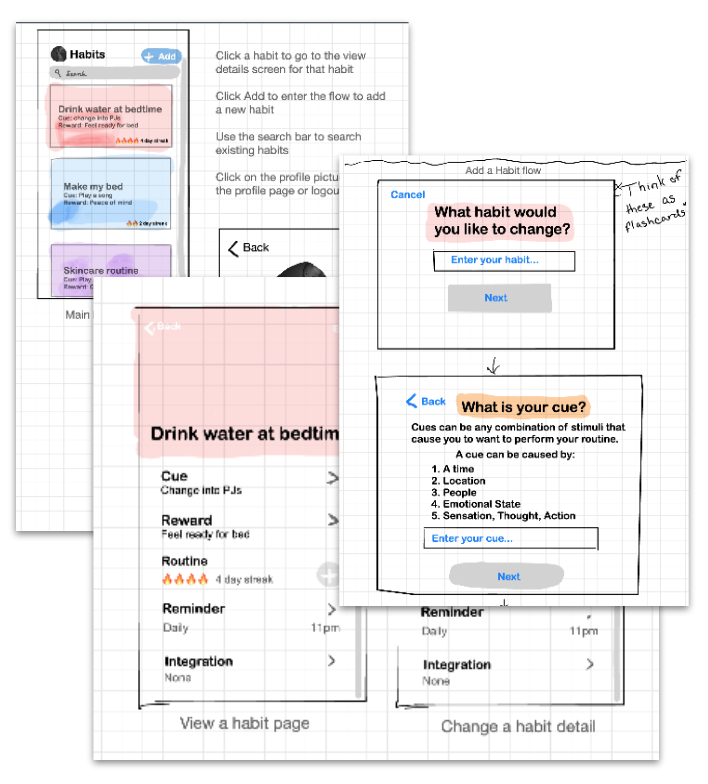 Habits
+ Add
Search
Drink water at bedtime
Cue: change into PJs
Reward: Feel ready for bed
4 day streak
Make my bed
Cue: Play a song
Reward: Peace of mind
2 day streak
Skincare routine
Cue: Play
Reward:
Main
Click a habit to go to the view
details screen for that habit
Click Add to enter the flow to add
a new habit
Use the search bar to search
existing habits
Click on the profile pictu
the profile page or logou
Back
Back
Drink water at bedtim
Cue
Change into PJs
Reward
Feel ready for bed
Routine
4 day streak
Reminder
Daily 11pm
Integration
None
View a habit page
Reminder
Daily 11pm
Integration
None
Change a habit detail
Add a Habit flow
Cancel
What habit would
you like to change?
Enter your habit...
Next
Think of
these as
flashcards
Back
What is your cue?
Cues can be any combination of stimuli that
cause you to want to perform your routine.
A cue can be caused by:
1. A time
2. Location
3. People
4. Emotional State
5. Sensation, Thought, Action
Enter your cue...
Next